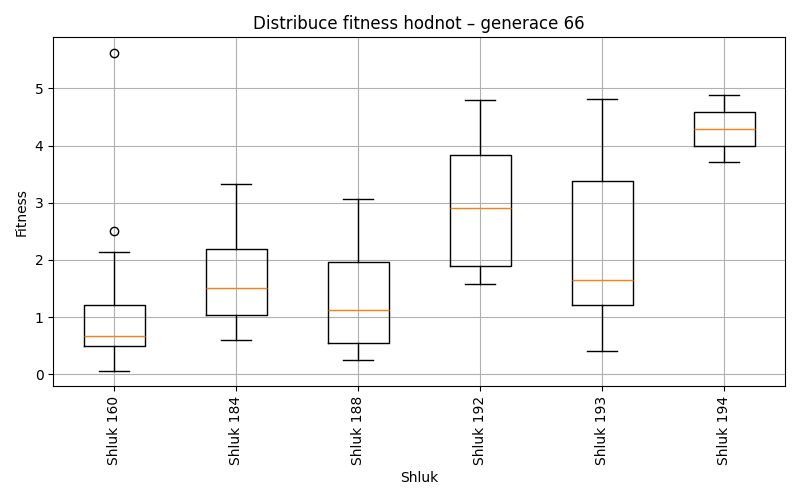 Distribuce fitness hodnot – generace 66
Fitness
5
4
3
2
1
0
Shluk 160
Shluk 184
Shluk 188
Shluk 192
Shluk 193
Shluk 194
Shluk